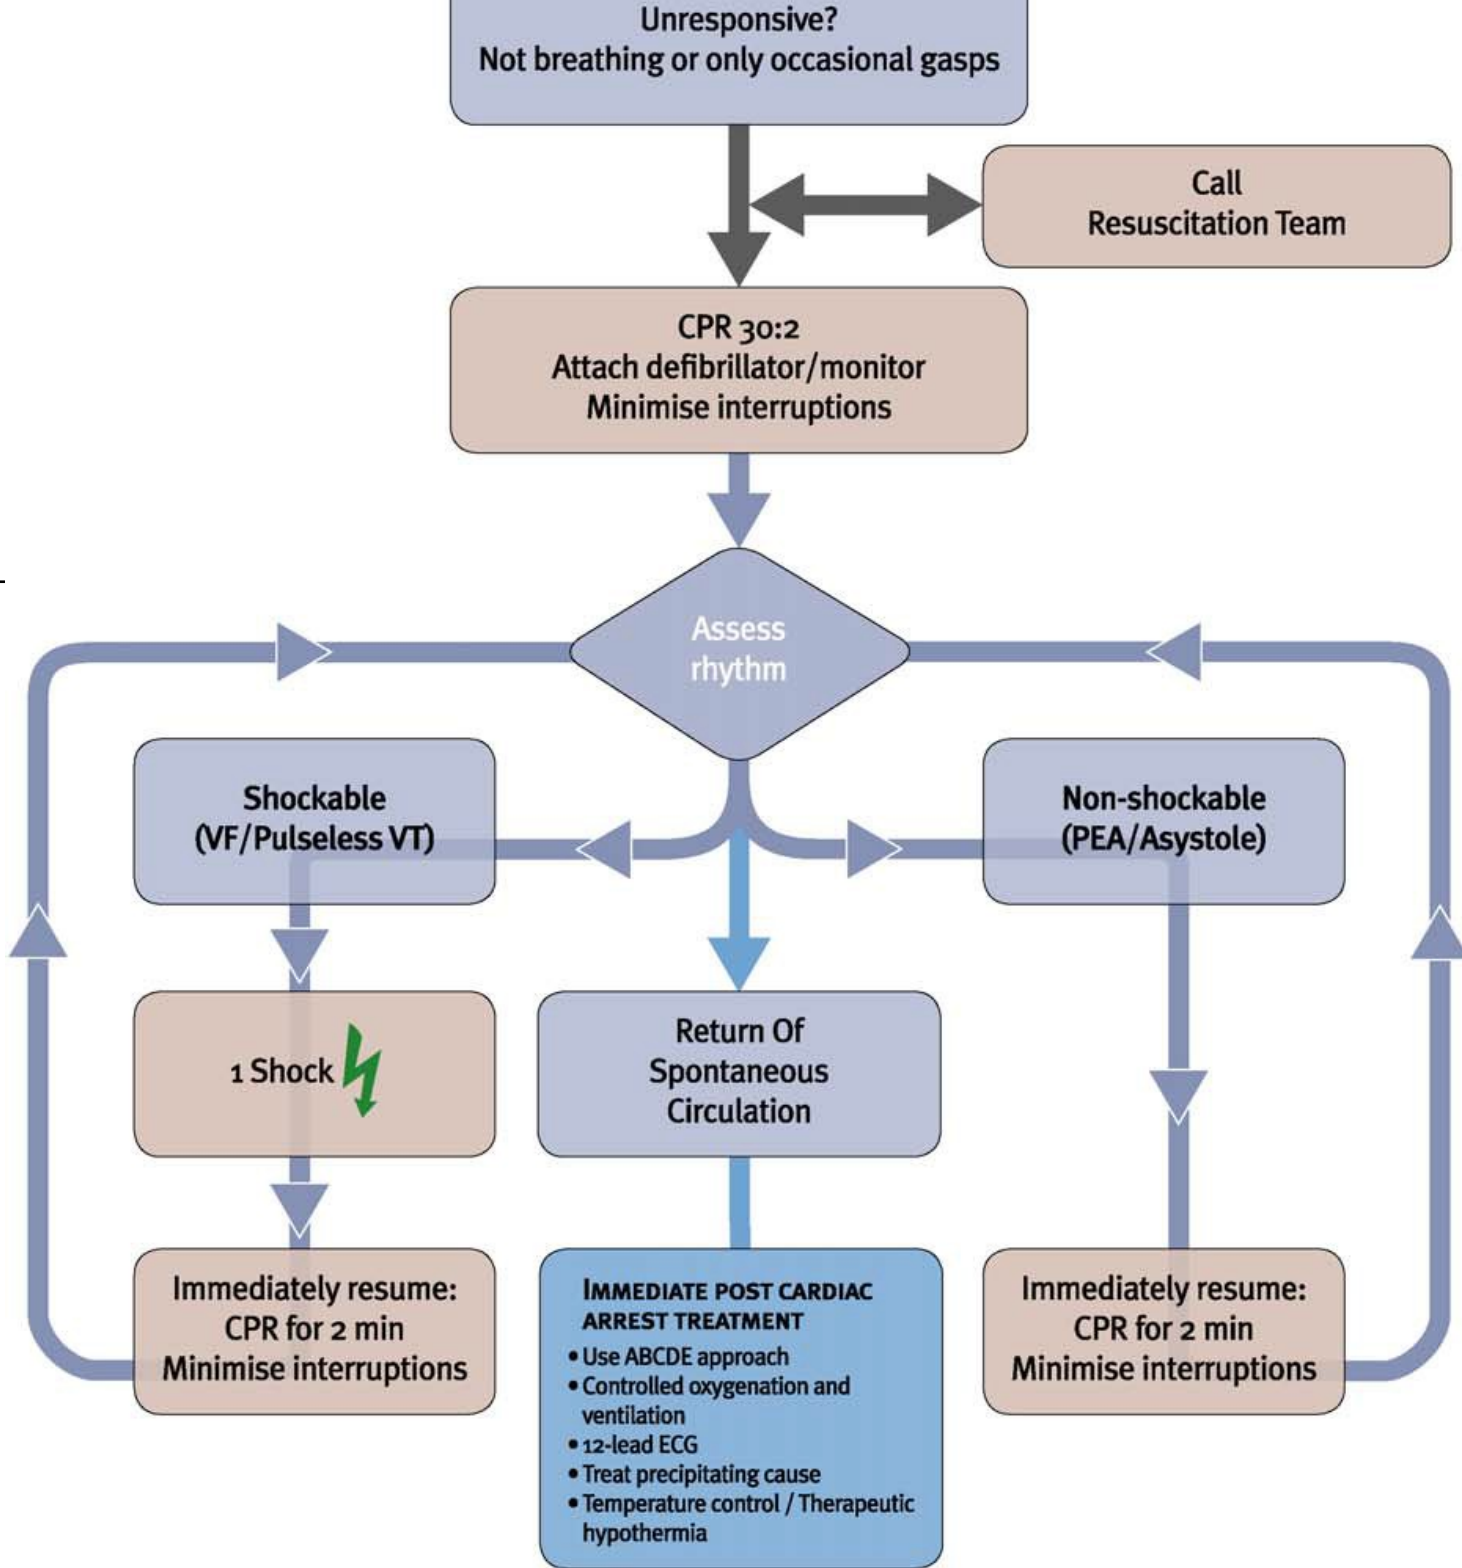 Unresponsive?
Not breathing or only occasional gasps
Call
Resuscitation Team
CPR 30:2
Attach defibrillator/monitor
Minimise interruptions
Assess
rhythm
Shockable
(VF/Pulseless VT)
Non-shockable
(PEA/Asystole)
1 Shock
Return Of
Spontaneous
Circulation
Immediately resume:
CPR for 2 min
Minimise interruptions
IMMEDIATE POST CARDIAC
ARREST TREATMENT
• Use ABCDE approach
• Controlled oxygenation and
ventilation
• 12-lead ECG
• Treat precipitating cause
• Temperature control / Therapeutic
hypothermia
Immediately resume:
CPR for 2 min
Minimise interruptions